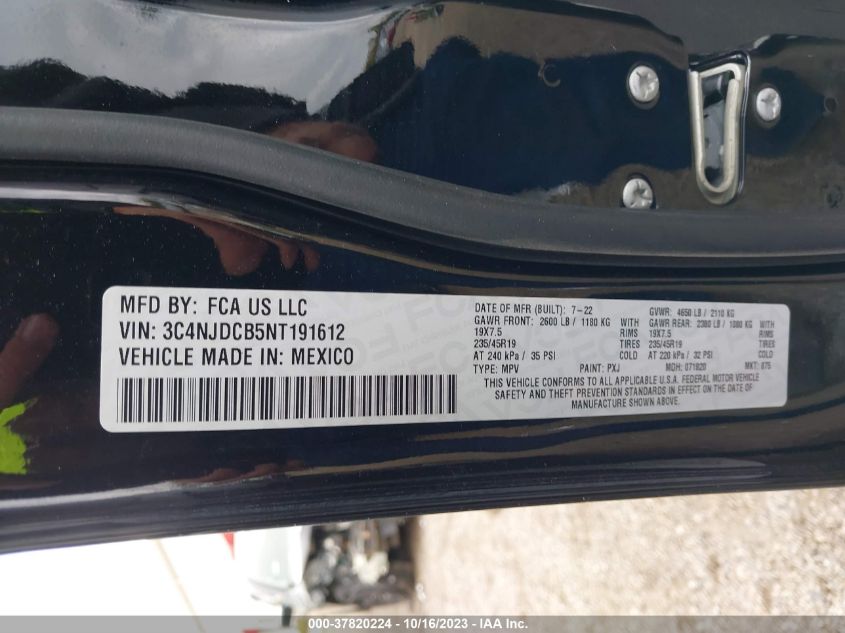 MFD BY: FCA US LLC
VIN: 3C4NJDCB5NT191612
VEHICLE MADE IN: MEXICO
DATE OF MFR (BUILT): 7-22
GVWR: 4650 LB / 2110 KG
GAWR FRONT: 2600 LB / 1180 KG
GAWR REAR: 2380 LB / 1080 KG
19X7.5 RIMS 19X7.5 RIMS
235/45R19 TIRES 235/45R19 TIRES
AT 240 kPa / 35 PSI COLD AT 220 kPa / 32 PSI COLD
TYPE: MPV PAINT: PXJ MDH: 071820 MKT: 875
THIS VEHICLE CONFORMS TO ALL APPLICABLE U.S.A. FEDERAL MOTOR VEHICLE
SAFETY AND THEFT PREVENTION STANDARDS IN EFFECT ON THE DATE OF
MANUFACTURE SHOWN ABOVE.
000-37820224 - 10/16/2023 - IAA Inc.